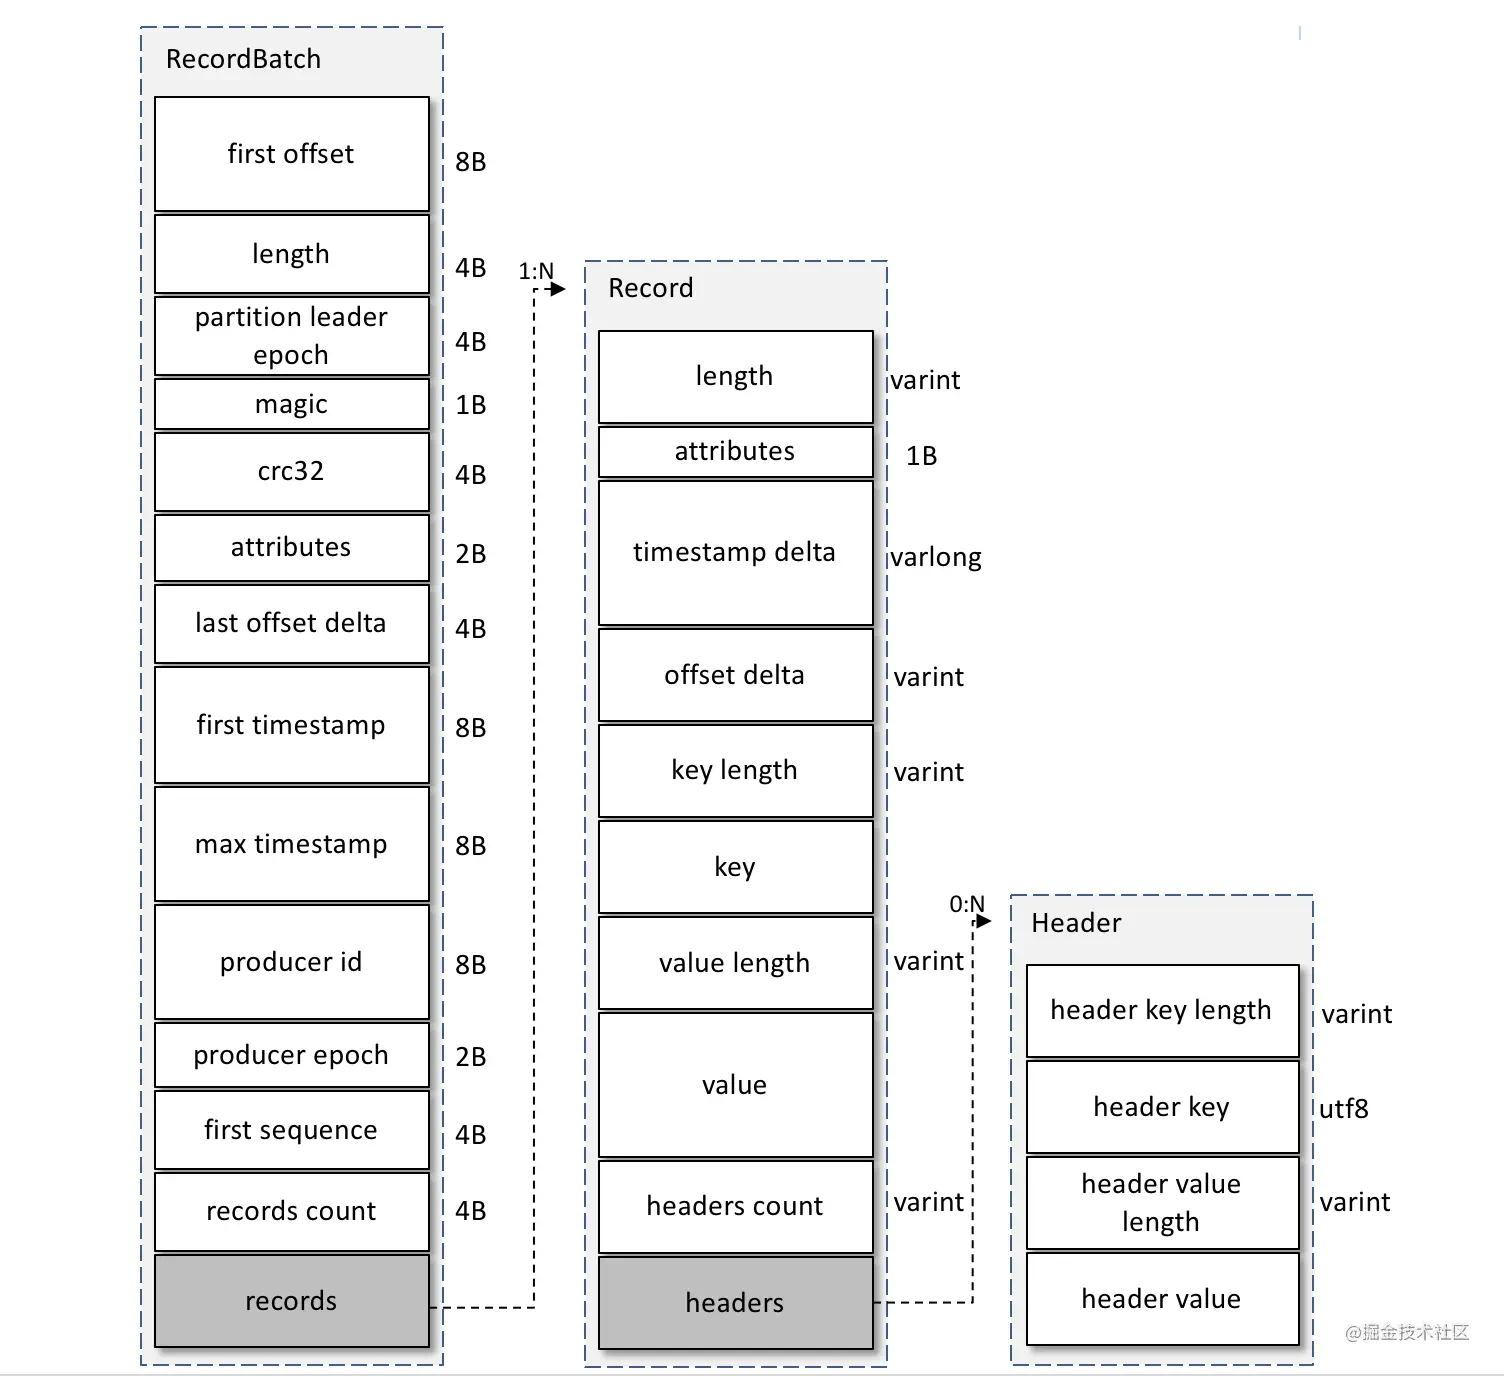 RecordBatch
first offset
8B
length
4B
partition leader
epoch
4B
magic
1B
crc32
4B
attributes
2B
last offset delta
4B
first timestamp
8B
max timestamp
8B
producer id
8B
producer epoch
2B
first sequence
4B
records count
4B
records
1:N
Record
length
varint
attributes
1B
timestamp delta
varlong
offset delta
varint
key length
varint
key
value length
varint
value
headers count
varint
headers
0:N
Header
header key length
varint
header key
utf8
header value
length
varint
header value
@掘金技术社区